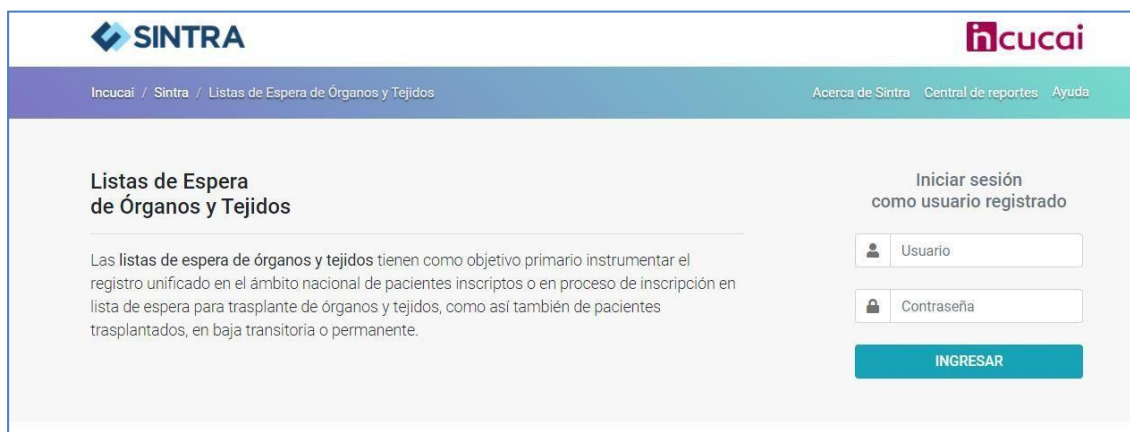 SINTRA
incucai
Incucai / Sintra / Listas de Espera de Órganos y Tejidos
Acerca de Sintra Central de reportes Ayuda
Listas de Espera
de Órganos y Tejidos
Las listas de espera de órganos y tejidos tienen como objetivo primario instrumentar el
registro unificado en el ámbito nacional de pacientes inscriptos o en proceso de inscripción en
lista de espera para trasplante de órganos y tejidos, como así también de pacientes
trasplantados, en baja transitoria o permanente.
Iniciar sesión
como usuario registrado
Usuario
Contraseña
INGRESAR